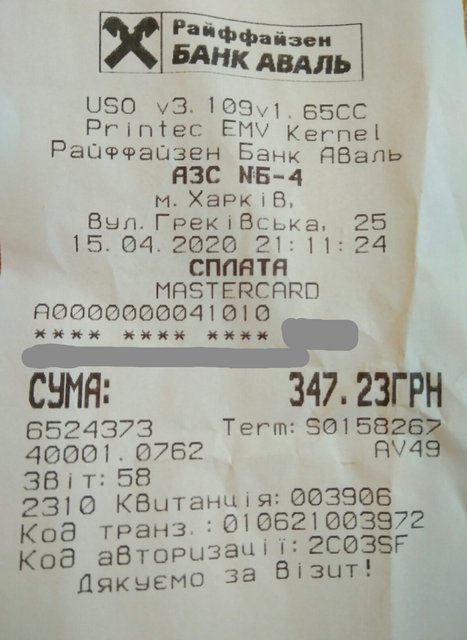 Райффайзен
БАНК АВАЛЬ
USO v3.109v1.65CC
Printec EMV Kernel
Райффайзен Банк Аваль
АЗС №Б-4
м. Харків,
Вул. Греківська, 25
15.04.2020 21:11:24
СПЛАТА
MASTERCARD
A0000000041010
**** **** ****
СУМА: 347.23ГРН
6524373 Term: S0158267
40001.0762 AV49
Звіт: 58
2310 Квитанція: 003906
Код транз.: 010621003972
Код авторизації: 2C03SF
Дякуємо за Візит!